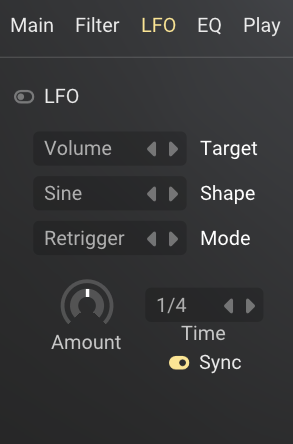 Main Filter LFO EQ Play
LFO
Volume Target
Sine Shape
Retrigger Mode
1/4
Amount Time
Sync